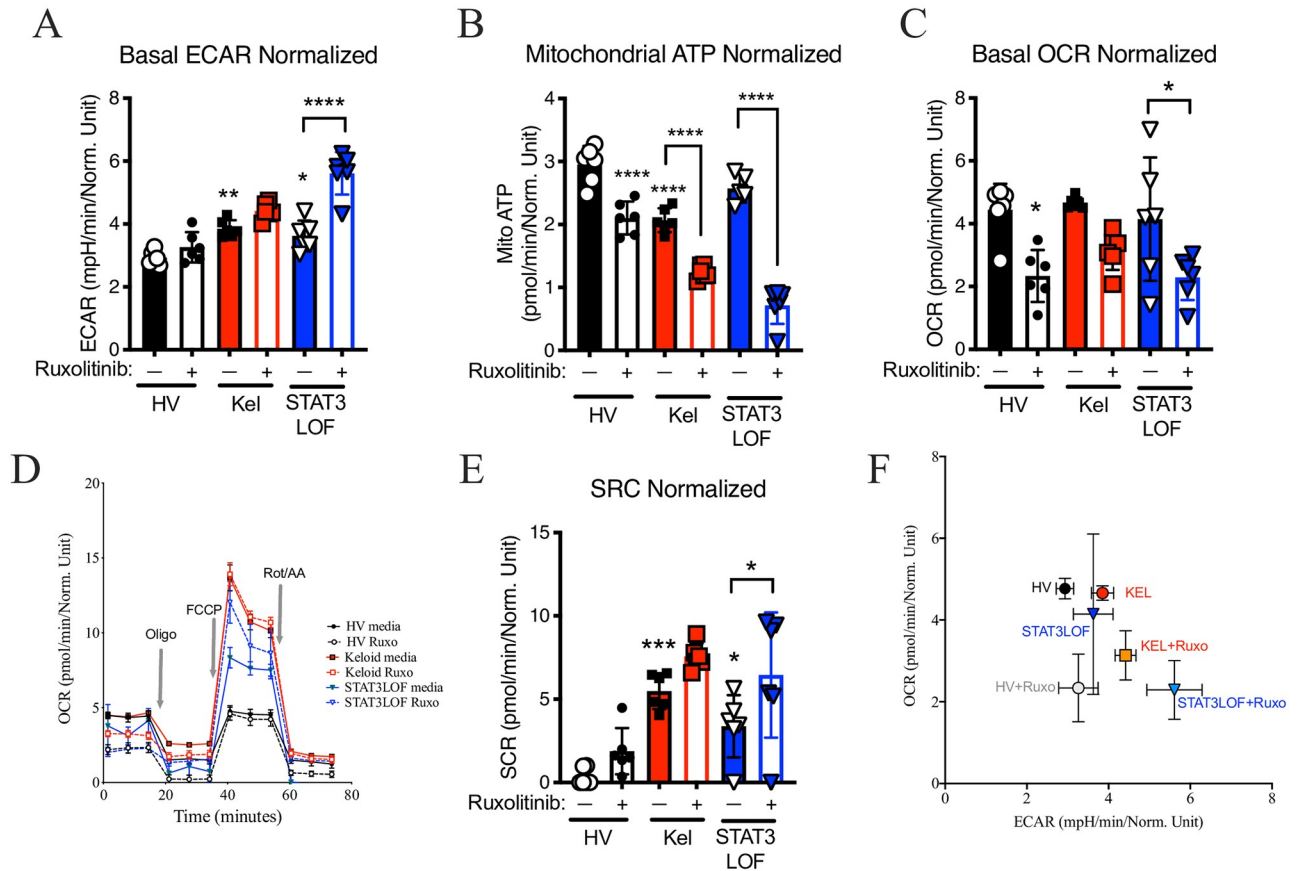 A
Basal ECAR Normalized
ECAR (mpH/min/Norm. Unit)
8
6
4
2
0
**
*
****
Ruxolitinib:
— + — + — +
HV Kel STAT3
LOF
B
Mitochondrial ATP Normalized
Mito ATP
(pmol/min/Norm. Unit)
4
3
2
1
0
****
****
****
****
Ruxolitinib:
— + — + — +
HV Kel STAT3
LOF
C
Basal OCR Normalized
OCR (pmol/min/Norm. Unit)
8
6
4
2
0
*
*
Ruxolitinib:
— + — + — +
HV Kel STAT3
LOF
D
OCR (pmol/min/Norm. Unit)
20
15
10
5
0
0 20 40 60 80
Time (minutes)
Oligo
FCCP
Rot/AA
HV media
HV Ruxo
Keloid media
Keloid Ruxo
STAT3LOF media
STAT3LOF Ruxo
E
SRC Normalized
SCR (pmol/min/Norm. Unit)
15
10
5
0
***
*
*
Ruxolitinib:
— + — + — +
HV Kel STAT3
LOF
F
OCR (pmol/min/Norm. Unit)
8
6
4
2
0
0 2 4 6 8
ECAR (mpH/min/Norm. Unit)
HV
KEL
STAT3LOF
KEL+Ruxo
HV+Ruxo
STAT3LOF+Ruxo